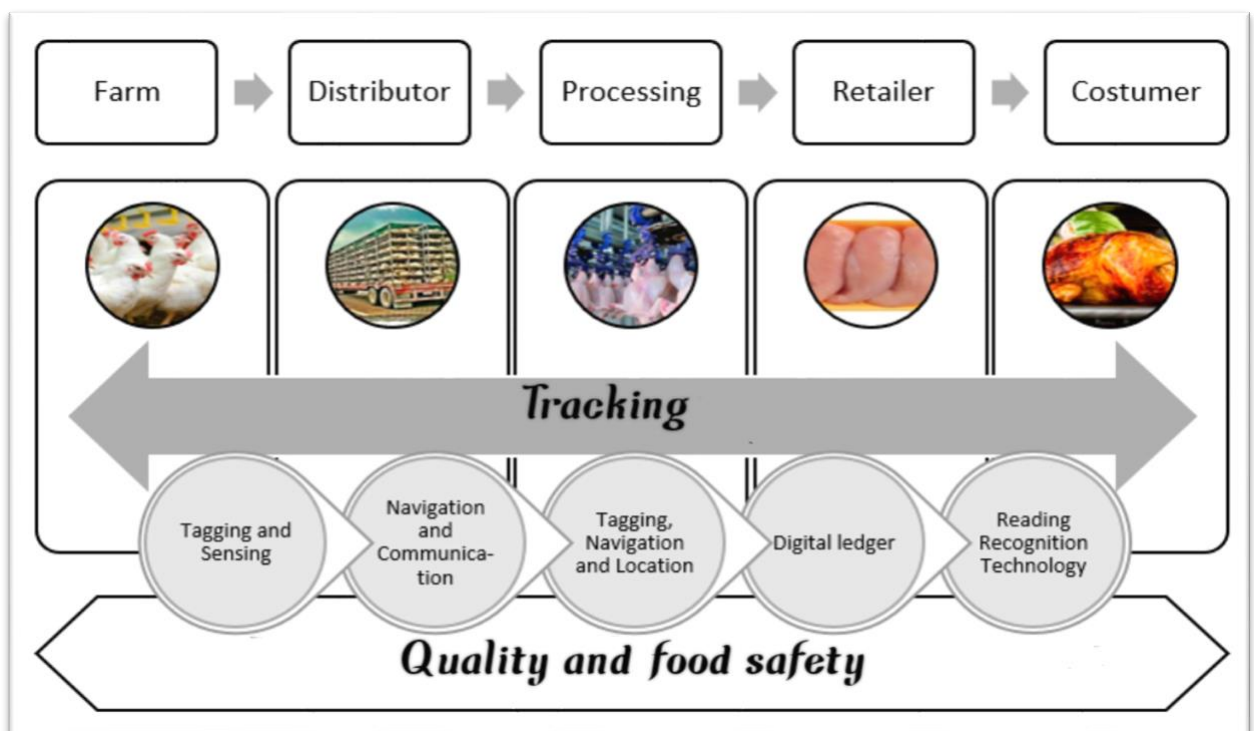 Farm
Distributor
Processing
Retailer
Costumer
Tracking
Tagging and
Sensing
Navigation
and
Communica-
tion
Tagging,
Navigation
and Location
Digital ledger
Reading
Recognition
Technology
Quality and food safety